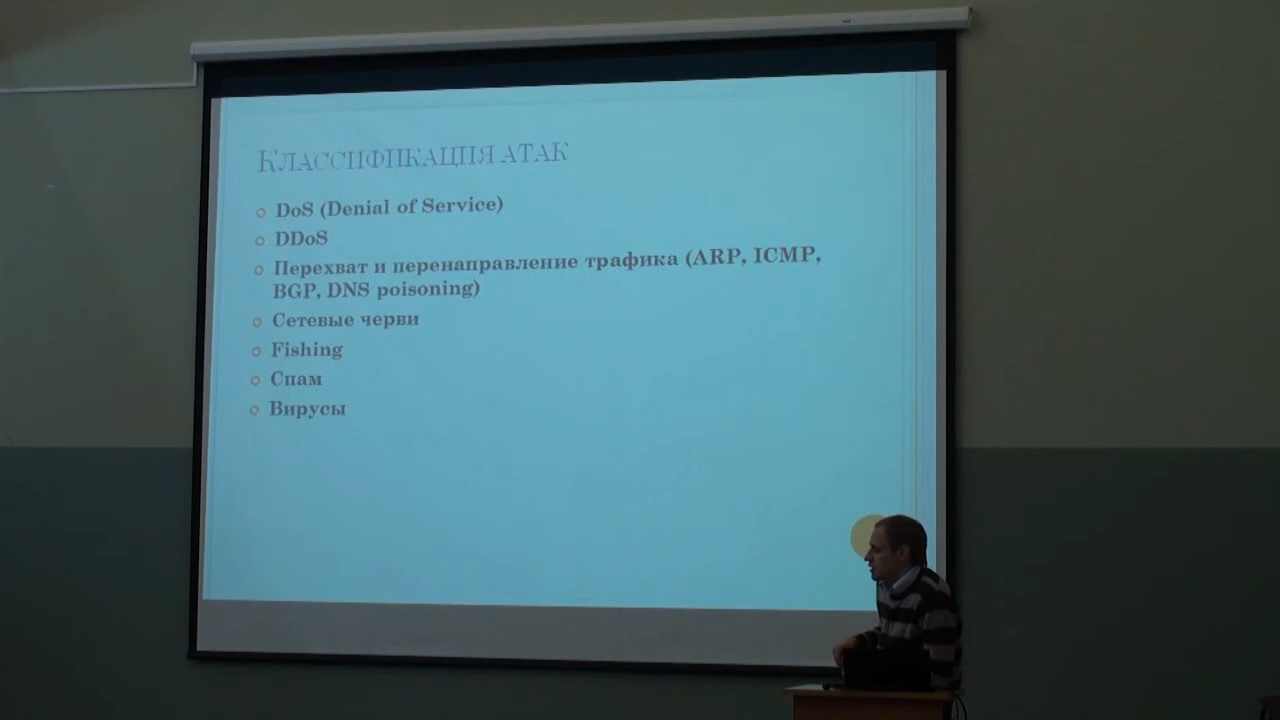 Классификация атак
DoS (Denial of Service)
DDoS
Перехват и перенаправление трафика (ARP, ICMP,
BGP, DNS poisoning)
Сетевые черви
Fishing
Спам
Вирусы